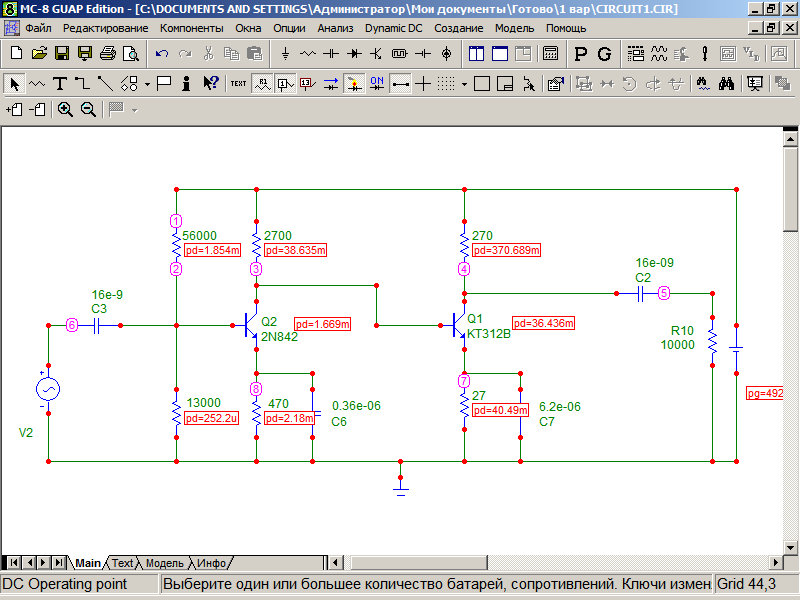 MC-8 GUAP Edition - [C:\DOCUMENTS AND SETTINGS\Администратор\Мои документы\Готово\1 вар\CIRCUIT1.CIR]
Файл Редактирование Компоненты Окна Опции Анализ Dynamic DC Создание Модель Помощь
P G
T i ? TEXT R1 1 13 ON
1
56000
pd=1.854m
2
2700
pd=38.635m
3
270
pd=370.689m
4
16e-09
C2
5
16e-9
C3
6
Q2
2N842
pd=1.669m
Q1
KT312B
pd=36.436m
R10
10000
V2
13000
pd=252.2u
8
470
pd=2.18m
0.36e-06
C6
7
27
pd=40.49m
6.2e-06
C7
pg=492
Main Text Модель Инфо
DC Operating point Выберите один или большее количество батарей, сопротивлений. Ключи измен Grid 44,3